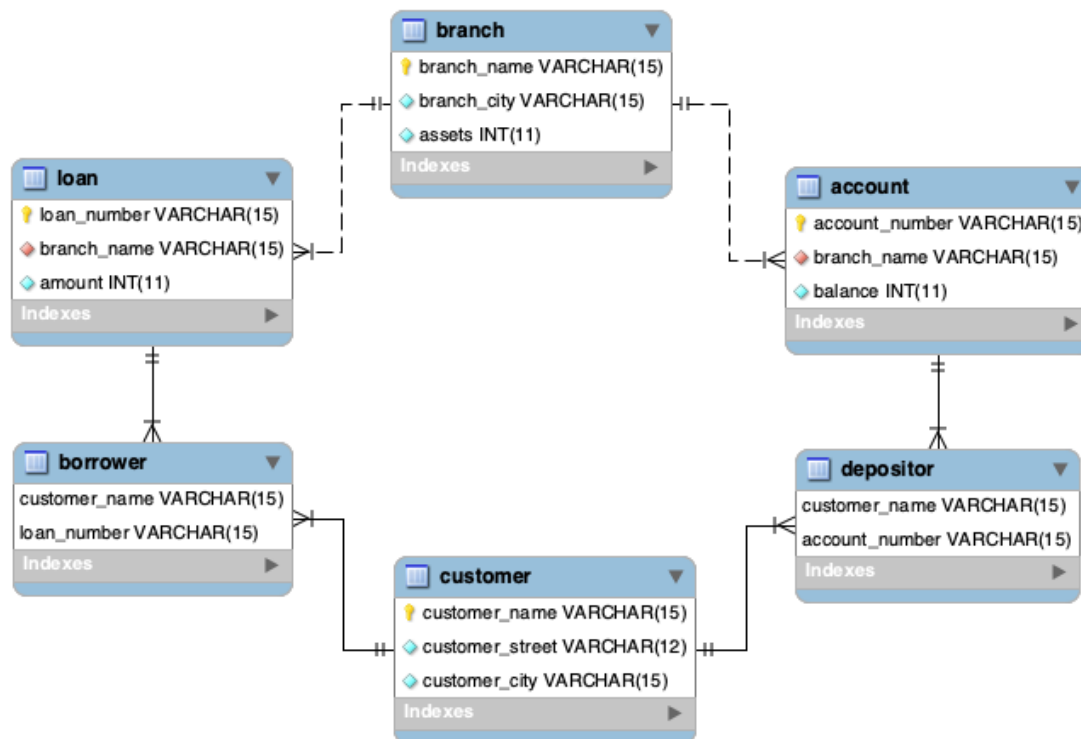 branch
branch_name VARCHAR(15)
branch_city VARCHAR(15)
assets INT(11)
Indexes
loan
loan_number VARCHAR(15)
branch_name VARCHAR(15)
amount INT(11)
Indexes
account
account_number VARCHAR(15)
branch_name VARCHAR(15)
balance INT(11)
Indexes
borrower
customer_name VARCHAR(15)
loan_number VARCHAR(15)
Indexes
depositor
customer_name VARCHAR(15)
account_number VARCHAR(15)
Indexes
customer
customer_name VARCHAR(15)
customer_street VARCHAR(12)
customer_city VARCHAR(15)
Indexes